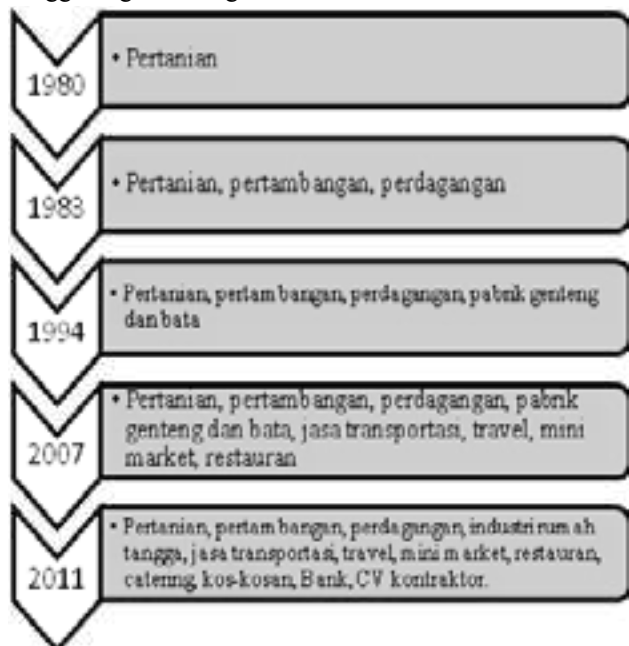 1980
• Pertanian
1983
• Pertanian, pertambangan, perdagangan
1994
• Pertanian, pertambangan, perdagangan, pabrik genteng
dan bata
2007
• Pertanian, pertambangan, perdagangan, pabrik
genteng dan bata, jasa transportasi, travel, mini
market, restauran
2011
• Pertanian, pertambangan, perdagangan, industri rumah
tangga, jasa transportasi, travel, mini market, restauran,
catering, kos-kosan, Bank, CV kontraktor.